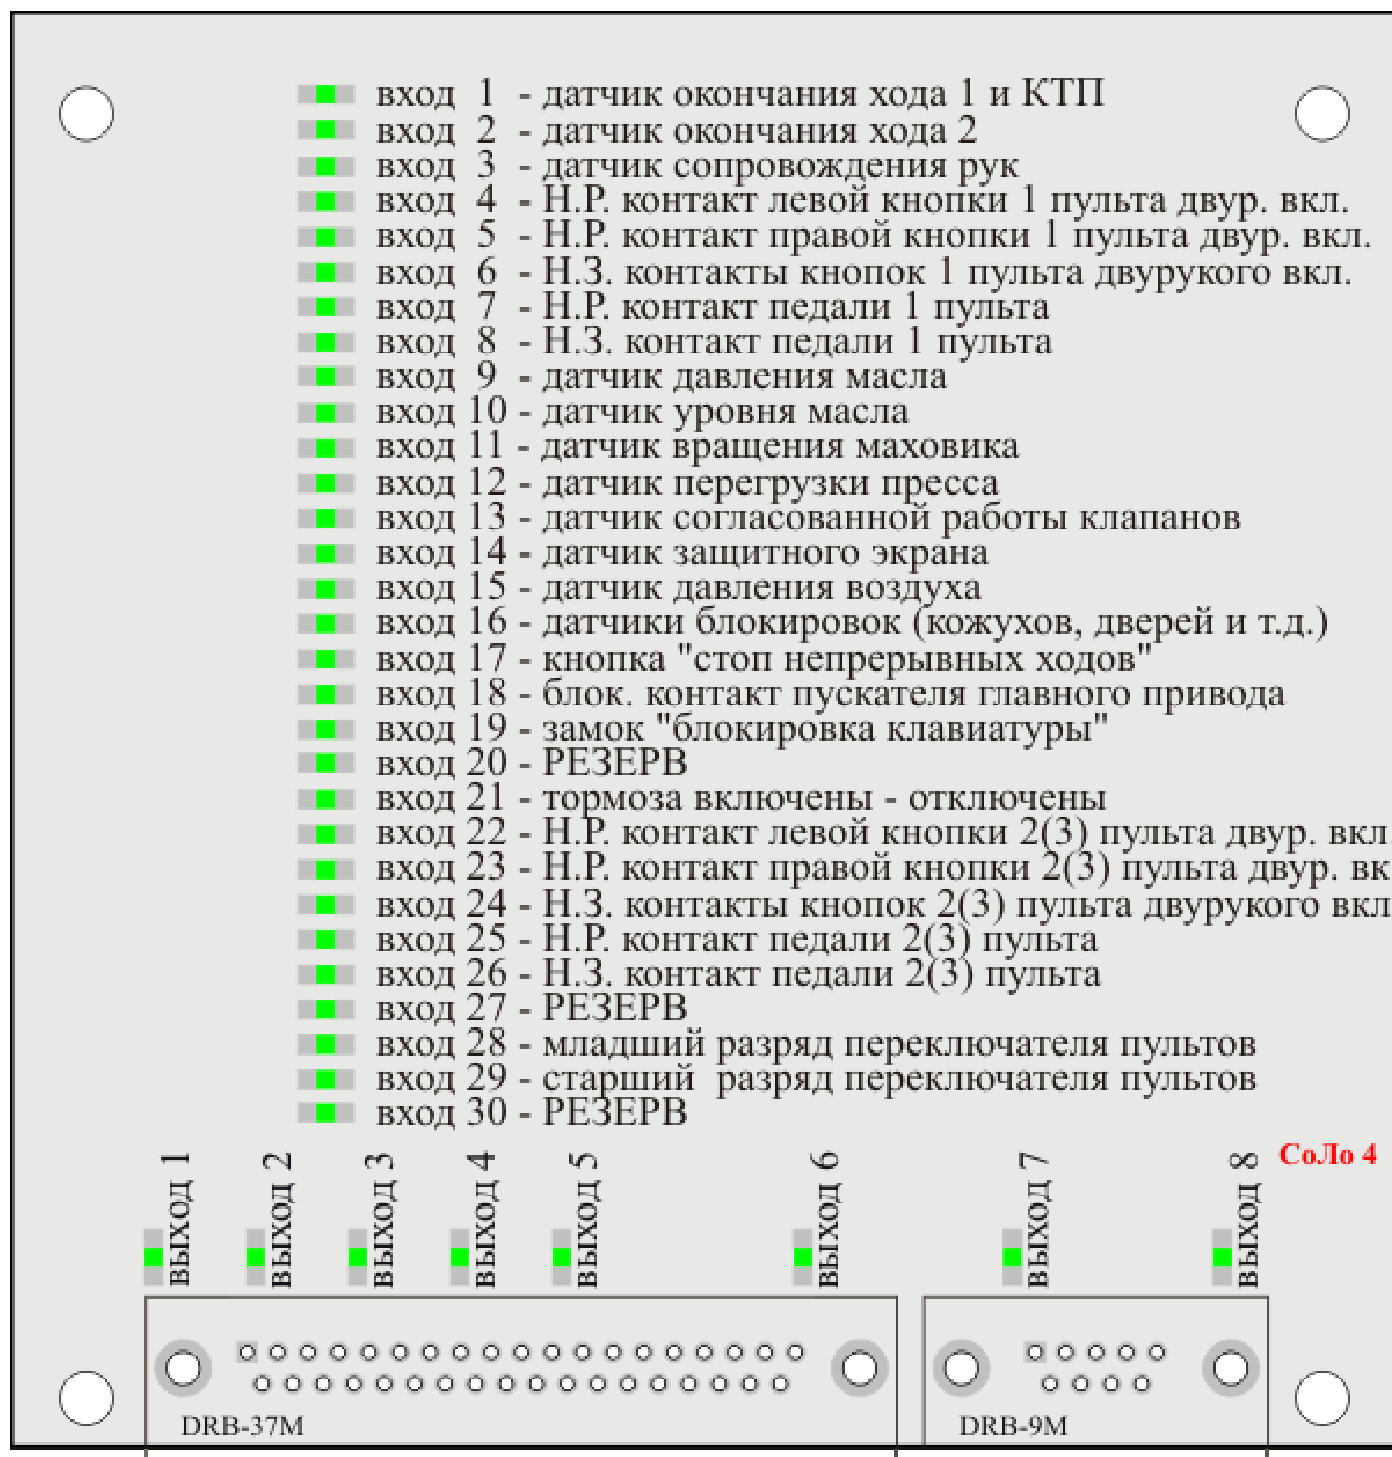 вход 1 - датчик окончания хода 1 и КТП
вход 2 - датчик окончания хода 2
вход 3 - датчик сопровождения рук
вход 4 - Н.Р. контакт левой кнопки 1 пульта двур. вкл.
вход 5 - Н.Р. контакт правой кнопки 1 пульта двур. вкл.
вход 6 - Н.З. контакты кнопок 1 пульта двурукого вкл.
вход 7 - Н.Р. контакт педали 1 пульта
вход 8 - Н.З. контакт педали 1 пульта
вход 9 - датчик давления масла
вход 10 - датчик уровня масла
вход 11 - датчик вращения маховика
вход 12 - датчик перегрузки пресса
вход 13 - датчик согласованной работы клапанов
вход 14 - датчик защитного экрана
вход 15 - датчик давления воздуха
вход 16 - датчики блокировок (кожухов, дверей и т.д.)
вход 17 - кнопка "стоп непрерывных ходов"
вход 18 - блок. контакт пускателя главного привода
вход 19 - замок "блокировка клавиатуры"
вход 20 - РЕЗЕРВ
вход 21 - тормоза включены - отключены
вход 22 - Н.Р. контакт левой кнопки 2(3) пульта двур. вкл.
вход 23 - Н.Р. контакт правой кнопки 2(3) пульта двур. вк
вход 24 - Н.З. контакты кнопок 2(3) пульта двурукого вкл
вход 25 - Н.Р. контакт педали 2(3) пульта
вход 26 - Н.З. контакт педали 2(3) пульта
вход 27 - РЕЗЕРВ
вход 28 - младший разряд переключателя пультов
вход 29 - старший разряд переключателя пультов
вход 30 - РЕЗЕРВ
выход 1
выход 2
выход 3
выход 4
выход 5
выход 6
выход 7
выход 8
СоЛо 4
DRB-37M
DRB-9M